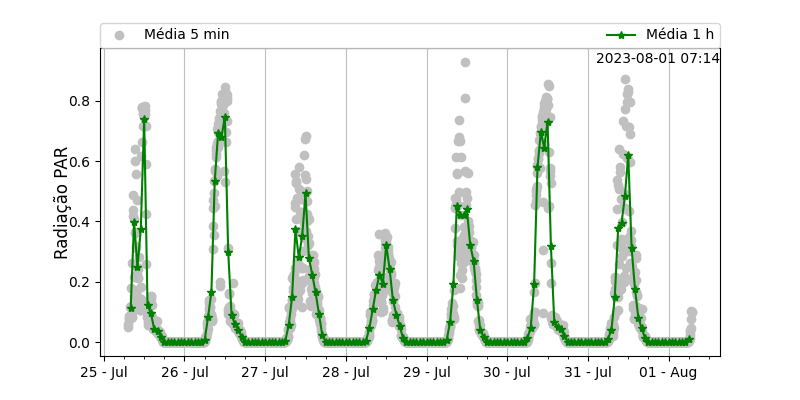 Média 5 min
Média 1 h
2023-08-01 07:14
Radiação PAR
0.8
0.6
0.4
0.2
0.0
25 - Jul
26 - Jul
27 - Jul
28 - Jul
29 - Jul
30 - Jul
31 - Jul
01 - Aug